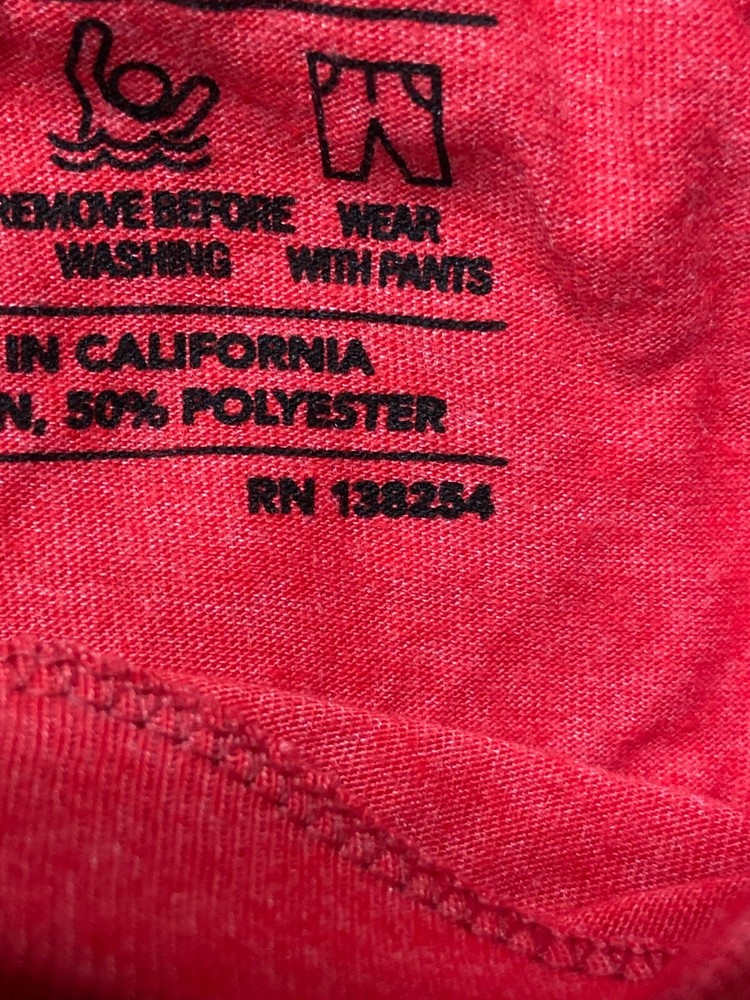 REMOVE BEFORE
WASHING
WEAR
WITH PANTS
IN CALIFORNIA
N, 50% POLYESTER
RN 138254